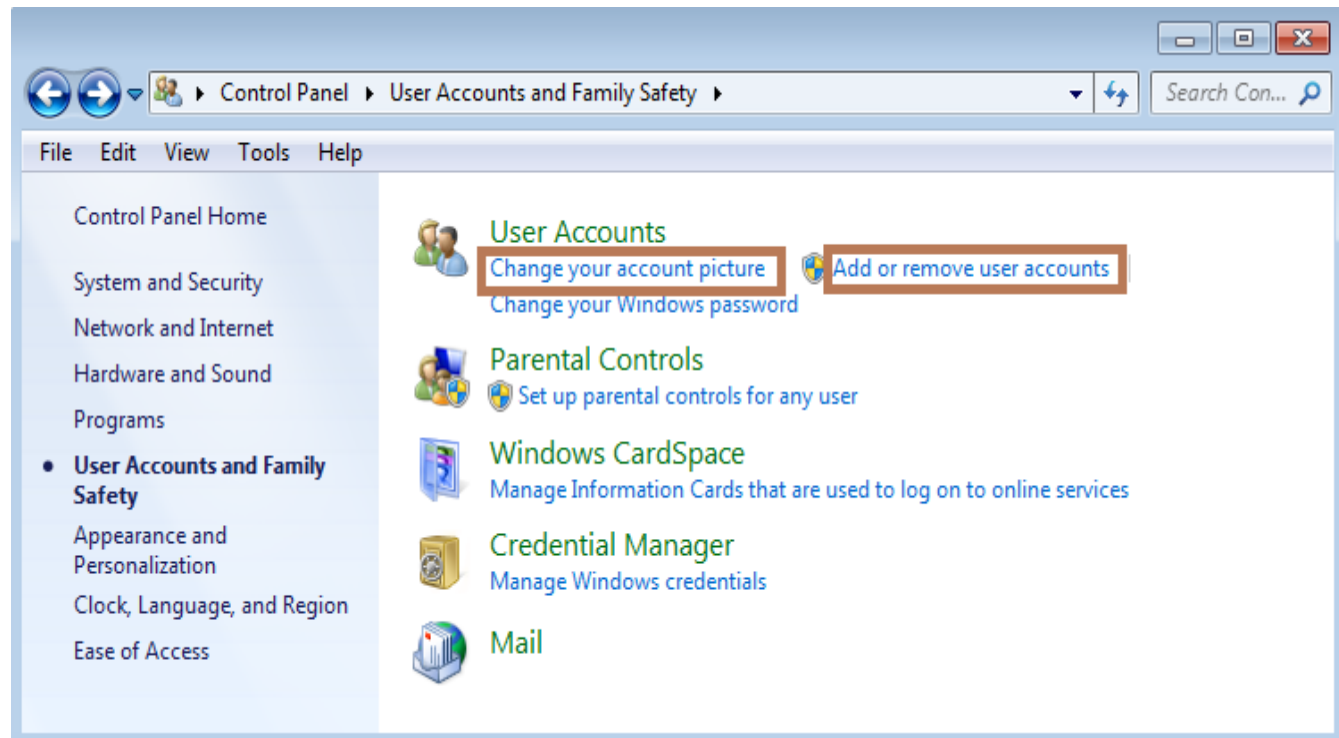 Control Panel User Accounts and Family Safety Search Con...
File Edit View Tools Help
Control Panel Home
System and Security
Network and Internet
Hardware and Sound
Programs
User Accounts and Family
Safety
Appearance and
Personalization
Clock, Language, and Region
Ease of Access
User Accounts
Change your account picture Add or remove user accounts
Change your Windows password
Parental Controls
Set up parental controls for any user
Windows CardSpace
Manage Information Cards that are used to log on to online services
Credential Manager
Manage Windows credentials
Mail